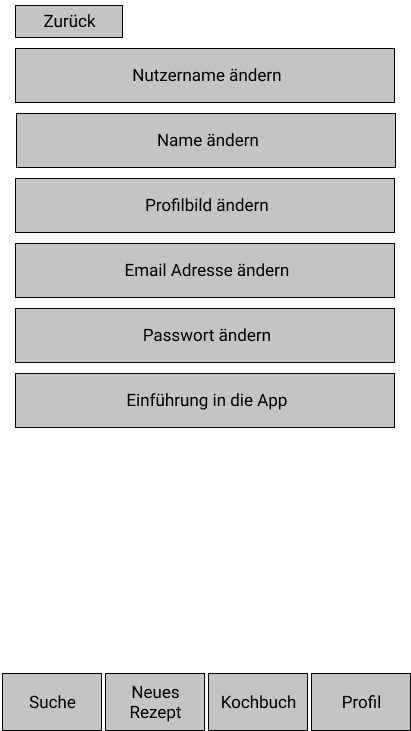 Zurück
Nutzername ändern
Name ändern
Profilbild ändern
Email Adresse ändern
Passwort ändern
Einführung in die App
Suche
Neues
Rezept
Kochbuch
Profil